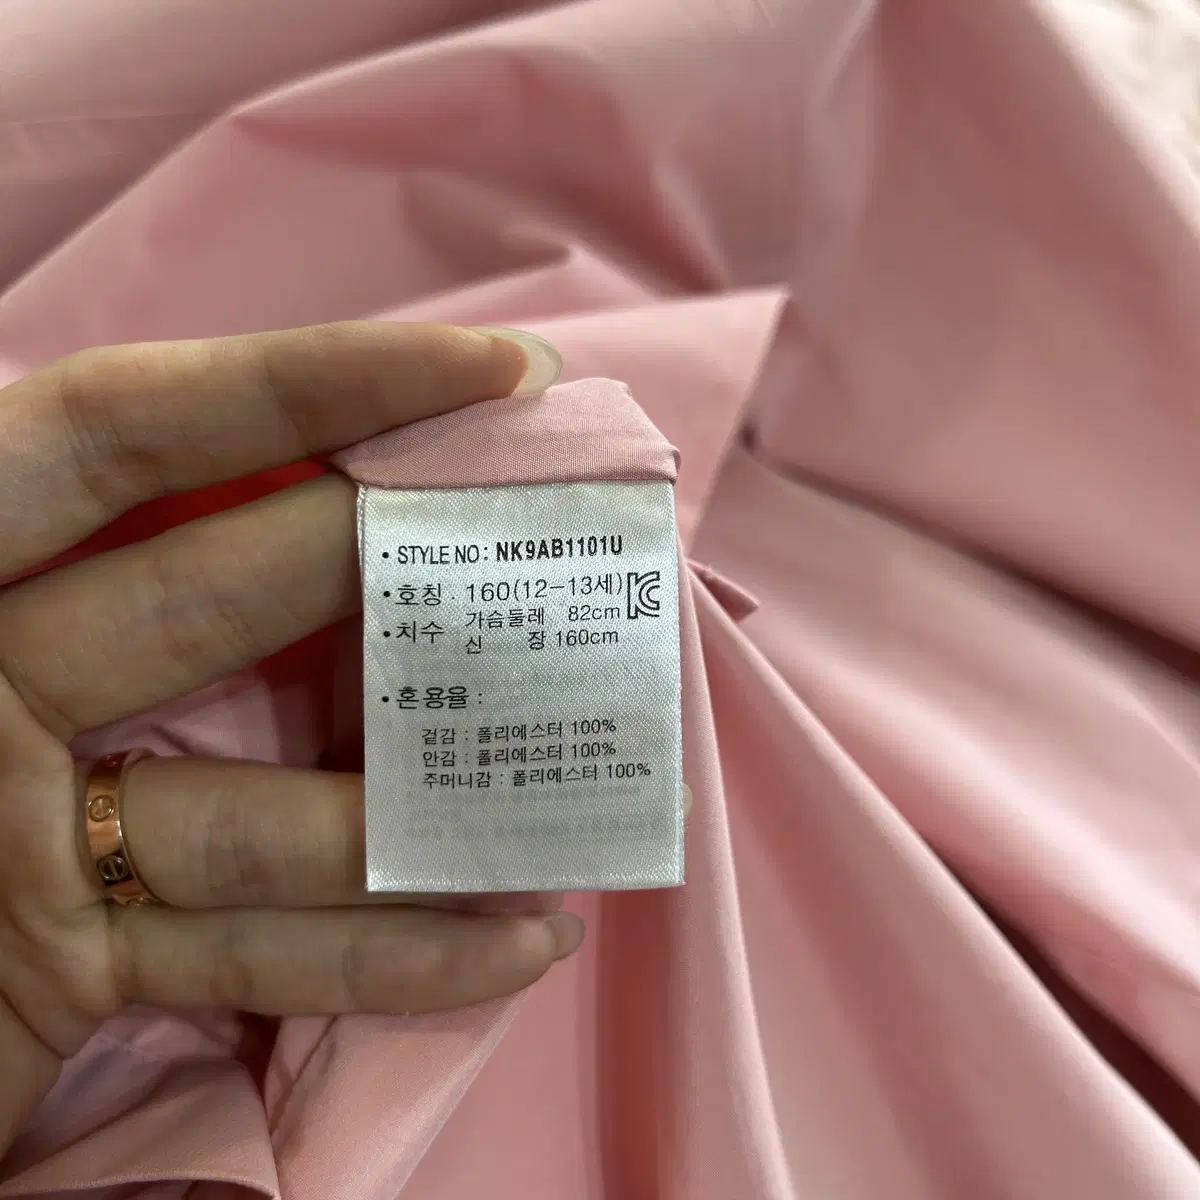 • STYLE NO : NK9AB1101U
• 호칭 . 160(12-13세)
• 치수 가슴둘레 82cm
신 장 160cm
• 혼용율 :
겉감 : 폴리에스터 100%
안감 : 폴리에스터 100%
주머니감 : 폴리에스터 100%